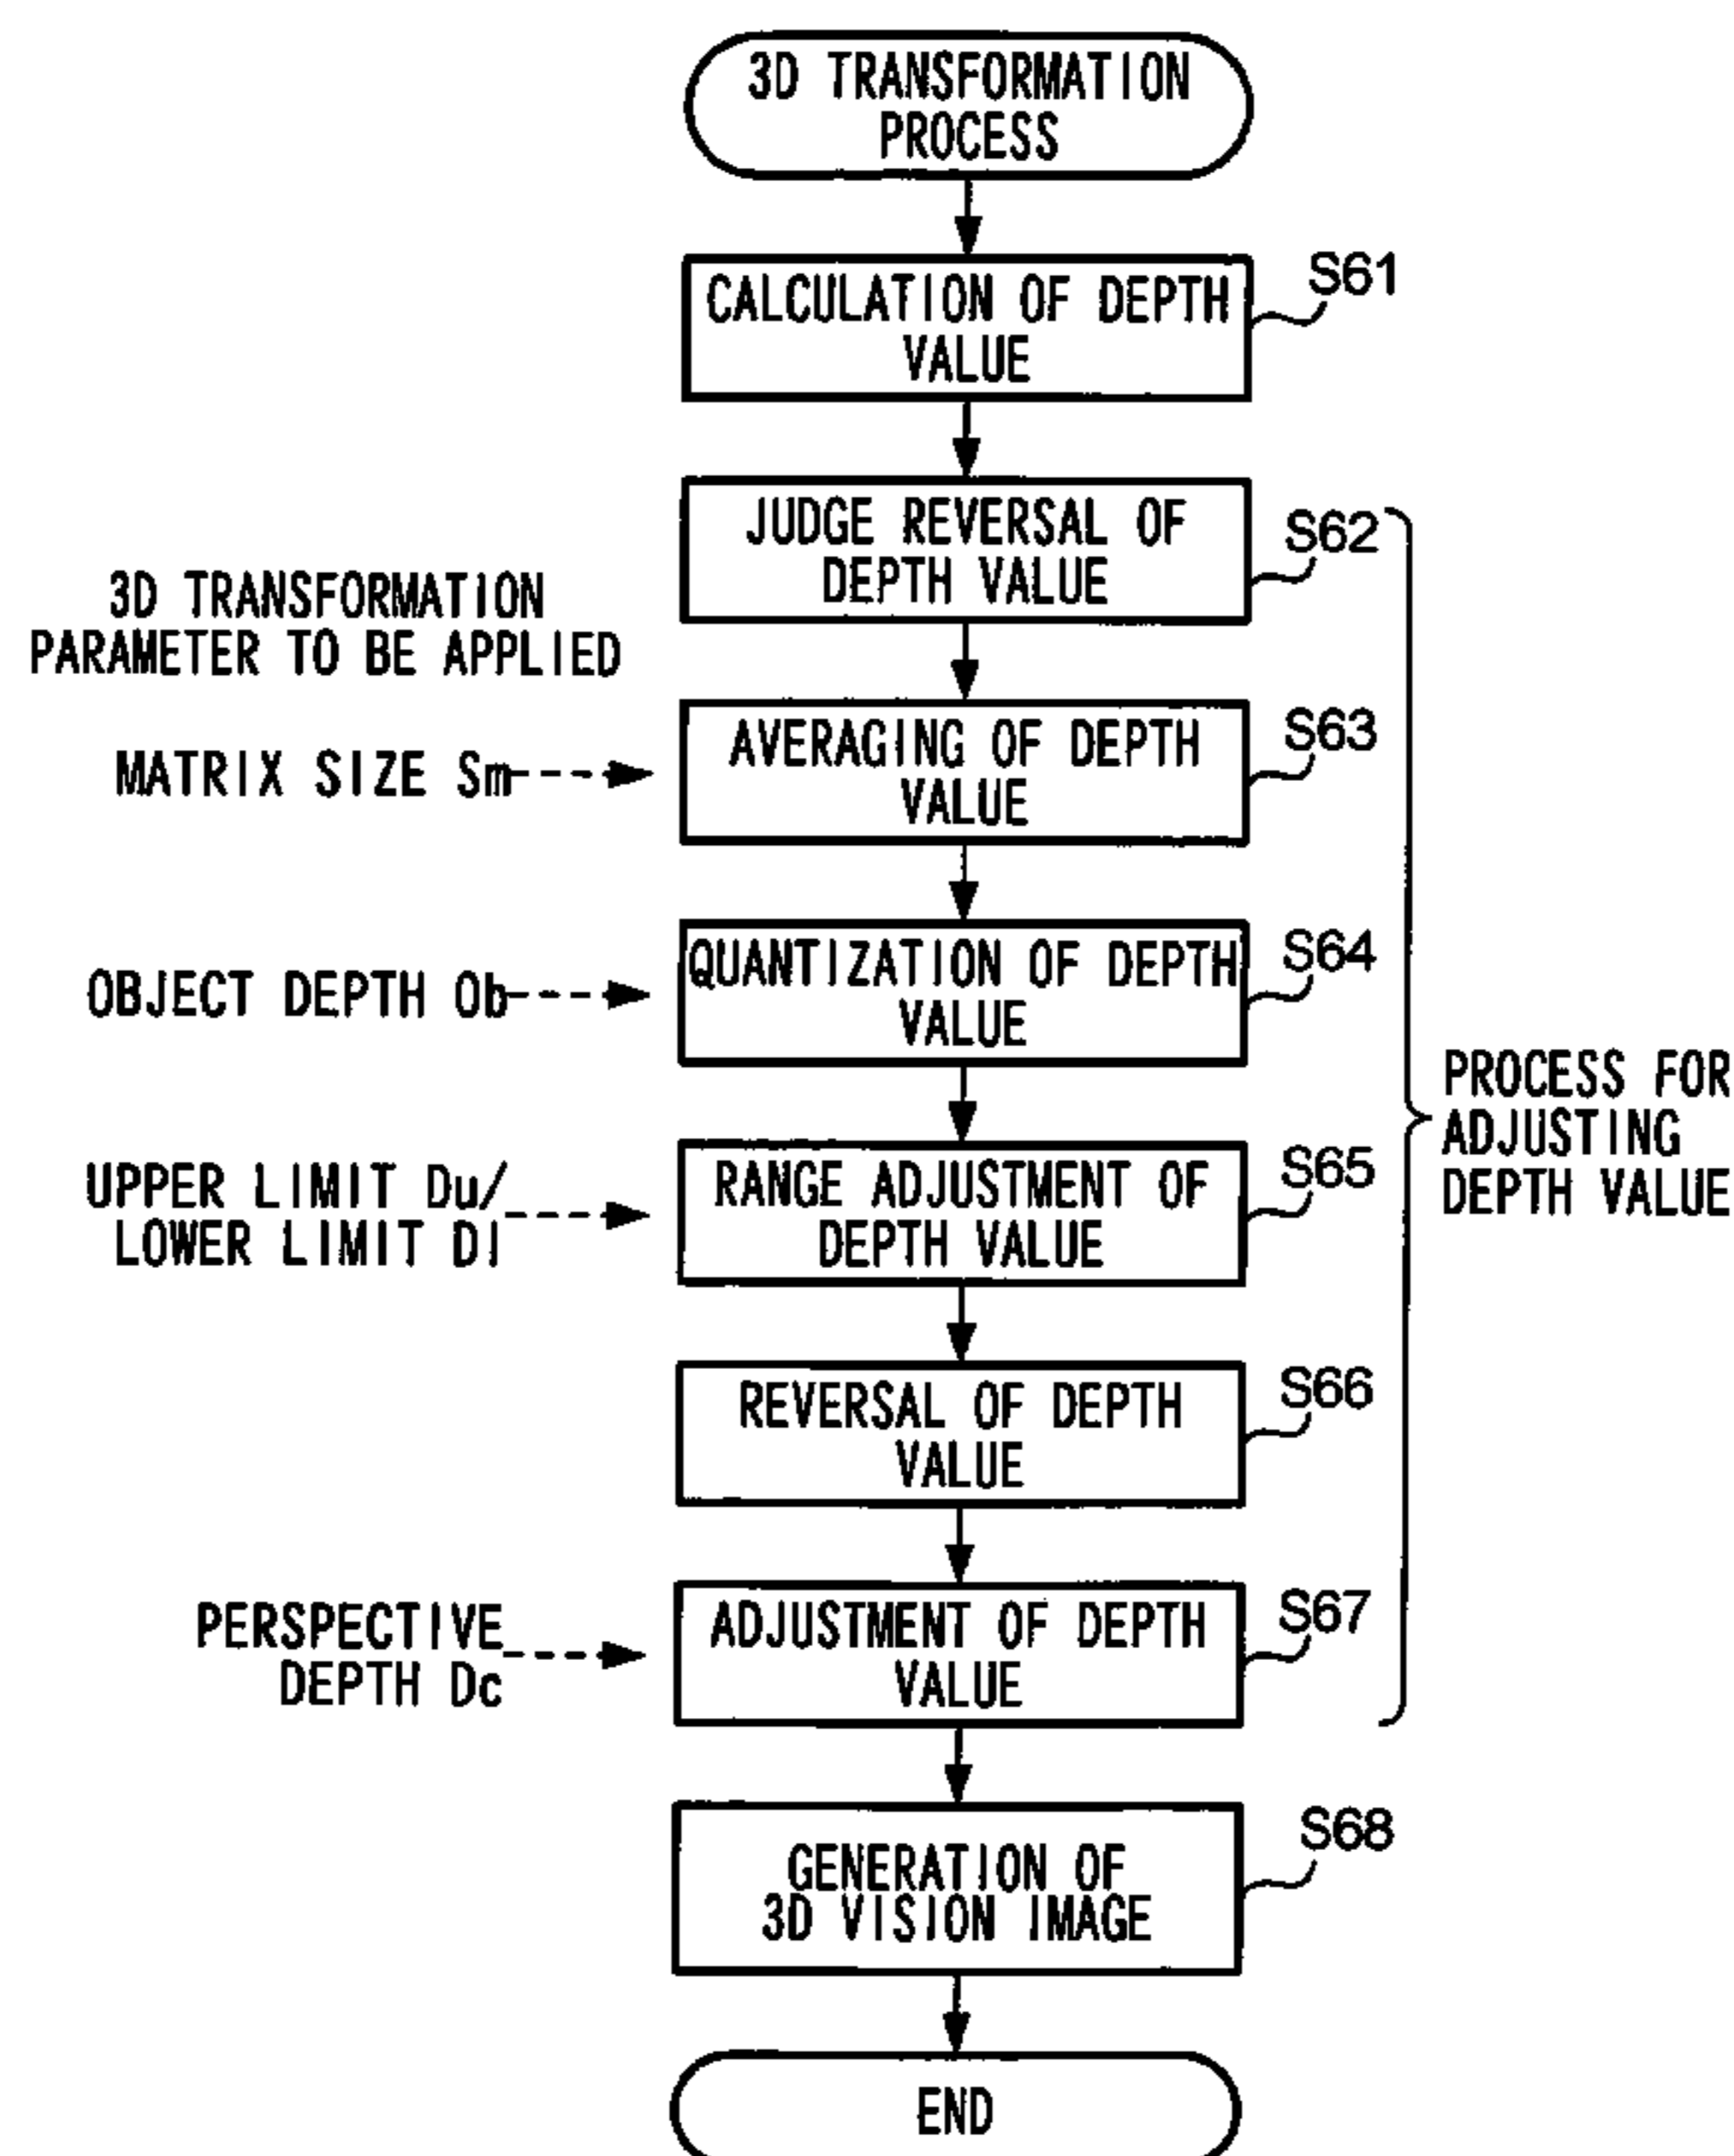 3D TRANSFORMATION
PROCESS
CALCULATION OF DEPTH
VALUE
S61
JUDGE REVERSAL OF
DEPTH VALUE
S62
3D TRANSFORMATION
PARAMETER TO BE APPLIED
MATRIX SIZE Sm
AVERAGING OF DEPTH
VALUE
S63
OBJECT DEPTH Ob
QUANTIZATION OF DEPTH
VALUE
S64
PROCESS FOR
ADJUSTING
DEPTH VALUE
UPPER LIMIT Du/
LOWER LIMIT Dl
RANGE ADJUSTMENT OF
DEPTH VALUE
S65
REVERSAL OF DEPTH
VALUE
S66
PERSPECTIVE
DEPTH Dc
ADJUSTMENT OF DEPTH
VALUE
S67
GENERATION OF
3D VISION IMAGE
S68
END